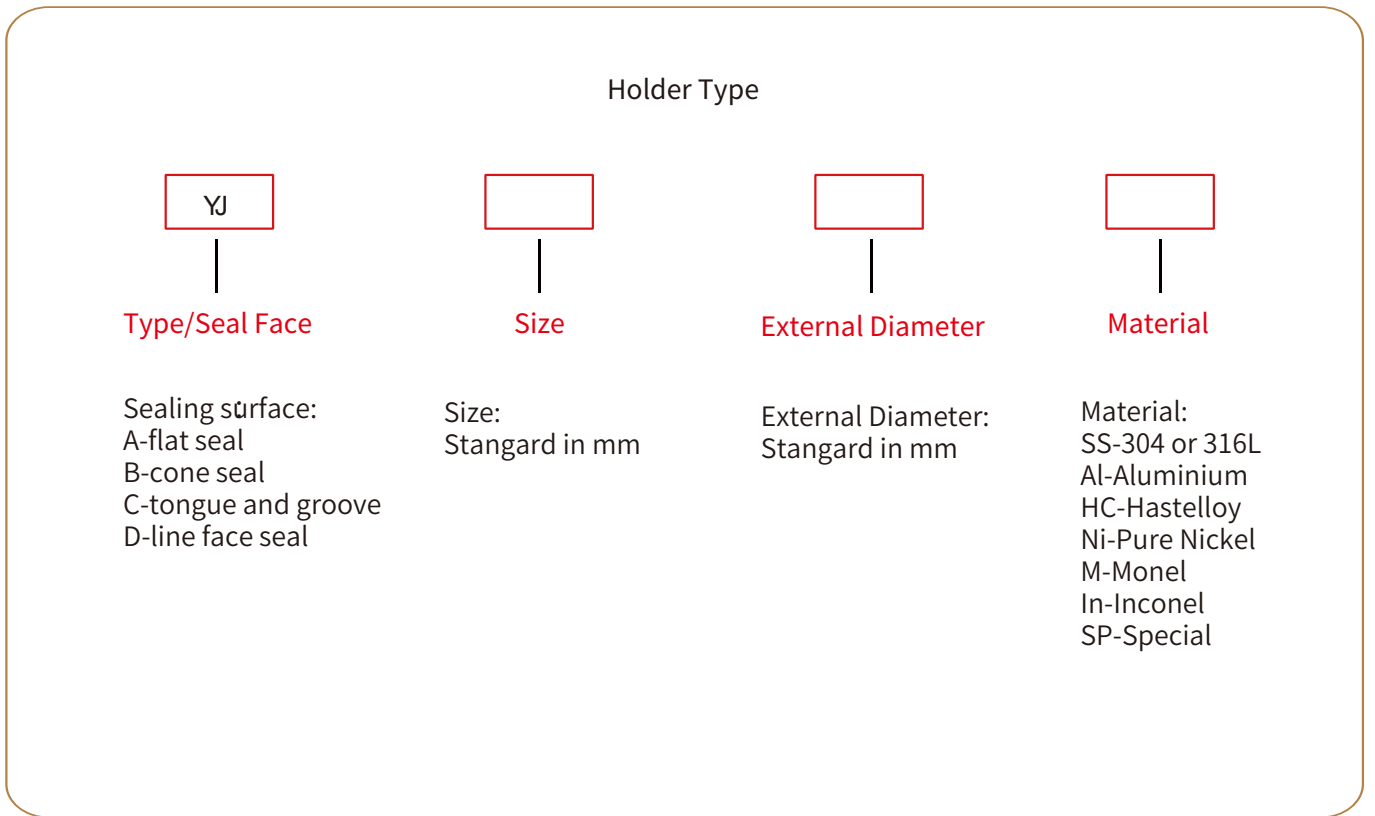 Holder Type
YJ
Type/Seal Face
Size
External Diameter
Material
Sealing surface:
A-flat seal
B-cone seal
C-tongue and groove
D-line face seal
Size:
Stangard in mm
External Diameter:
Stangard in mm
Material:
SS-304 or 316L
Al-Aluminium
HC-Hastelloy
Ni-Pure Nickel
M-Monel
In-Inconel
SP-Special